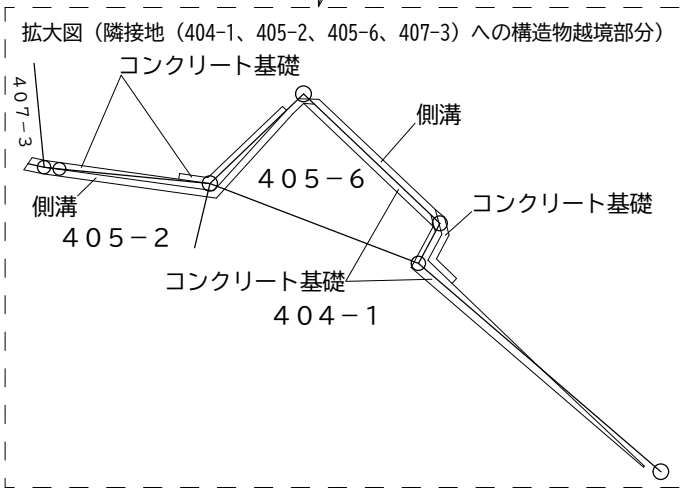 拡大図（隣接地（404-1、405-2、405-6、407-3）への構造物越境部分）
コンクリート基礎
407-3
側溝
405-6
側溝
405-2
コンクリート基礎
コンクリート基礎
404-1